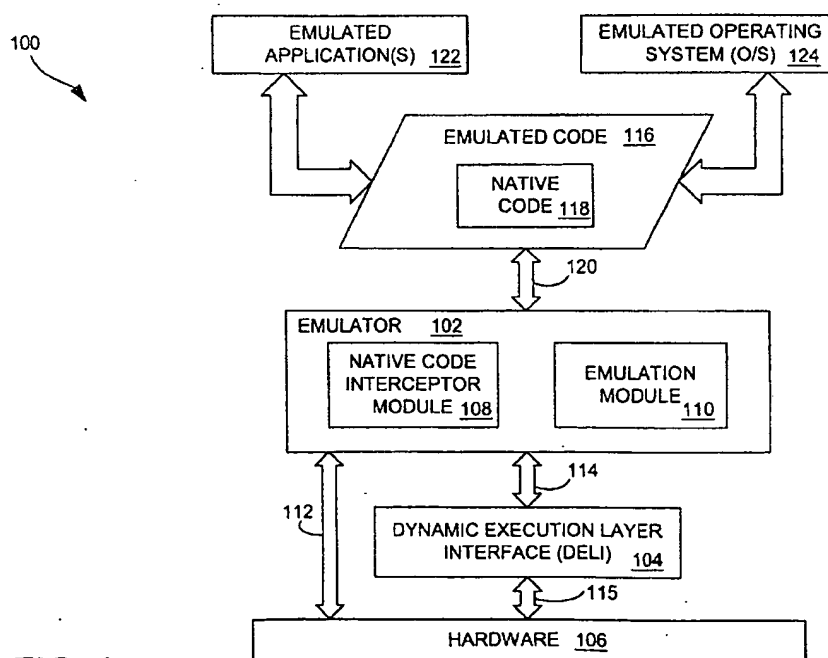 100
EMULATED
APPLICATION(S) 122
EMULATED OPERATING
SYSTEM (O/S) 124
EMULATED CODE 116
NATIVE
CODE 118
120
EMULATOR 102
NATIVE CODE
INTERCEPTOR
MODULE 108
EMULATION
MODULE 110
112
114
DYNAMIC EXECUTION LAYER
INTERFACE (DELI) 104
115
HARDWARE 106